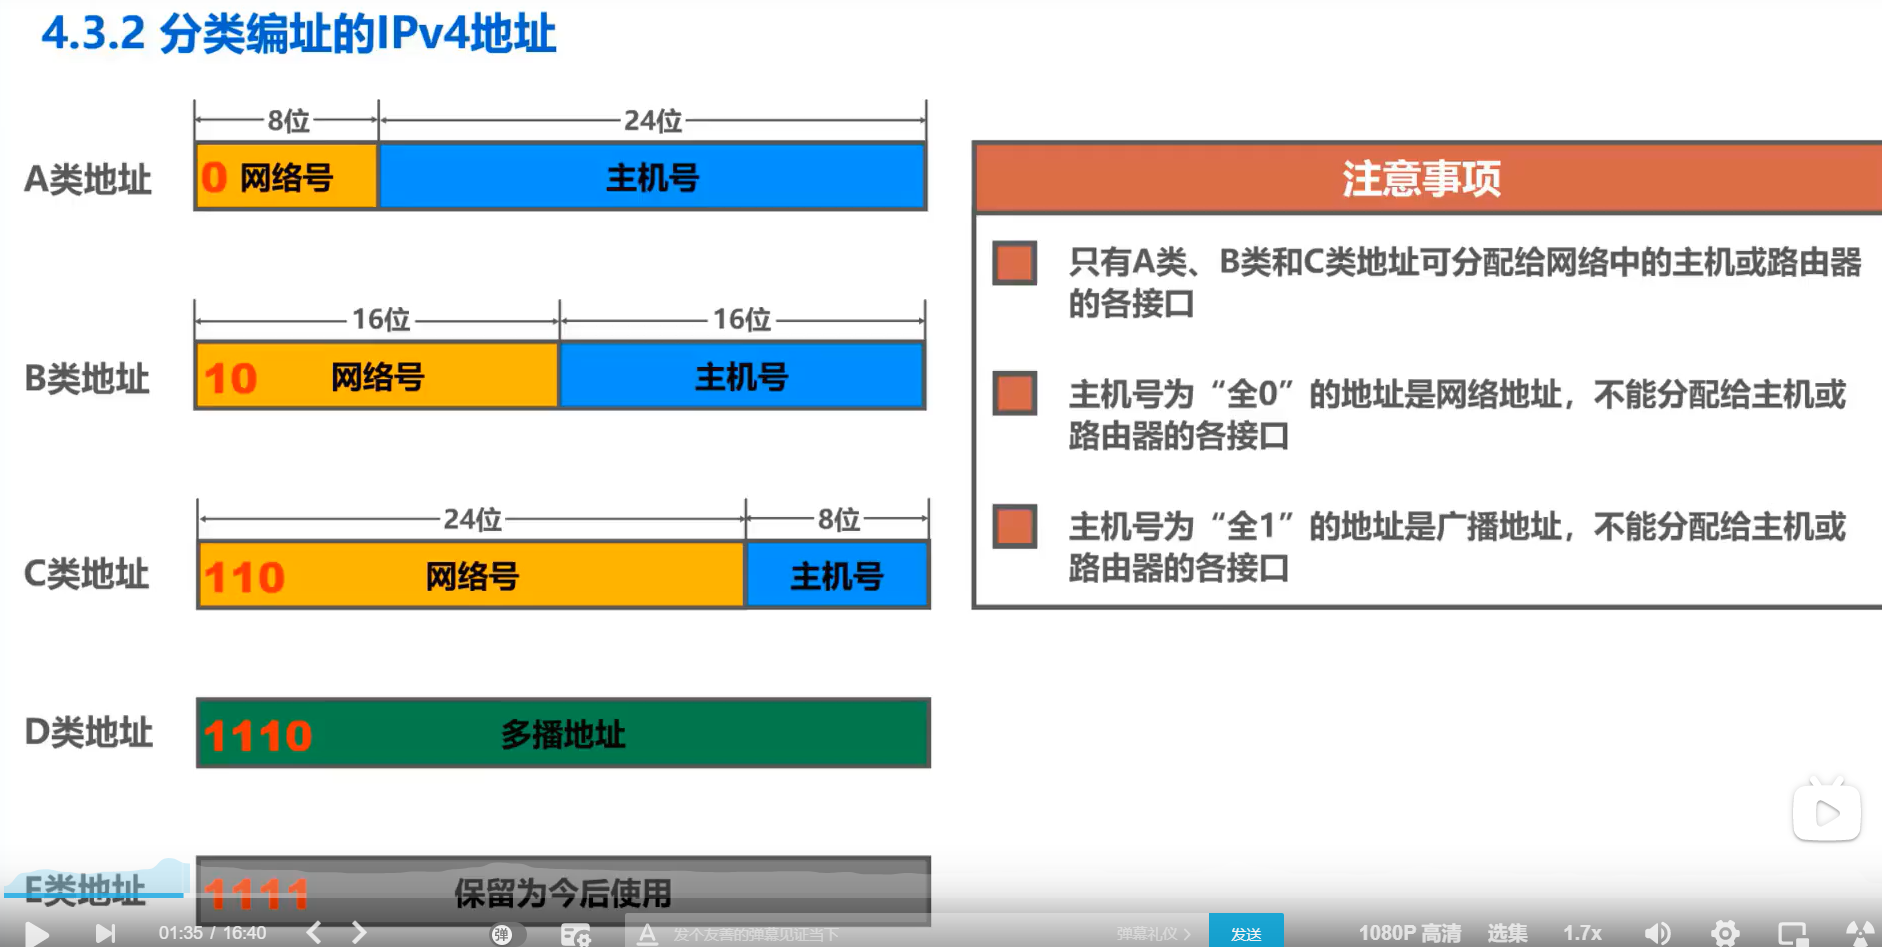 4.3.2 分类编址的IPv4地址
8位
24位
A类地址
0 网络号
主机号
16位
16位
B类地址
10 网络号
主机号
24位
8位
C类地址
110 网络号
主机号
D类地址
1110 多播地址
E类地址
1111 保留为今后使用
注意事项
只有A类、B类和C类地址可分配给网络中的主机或路由器
的各接口
主机号为“全0”的地址是网络地址，不能分配给主机或
路由器的各接口
主机号为“全1”的地址是广播地址，不能分配给主机或
路由器的各接口
01:35 / 16:40
弹
A
发个友善的弹幕见证当下
弹幕礼仪 >
发送
1080P 高清
选集
1.7x